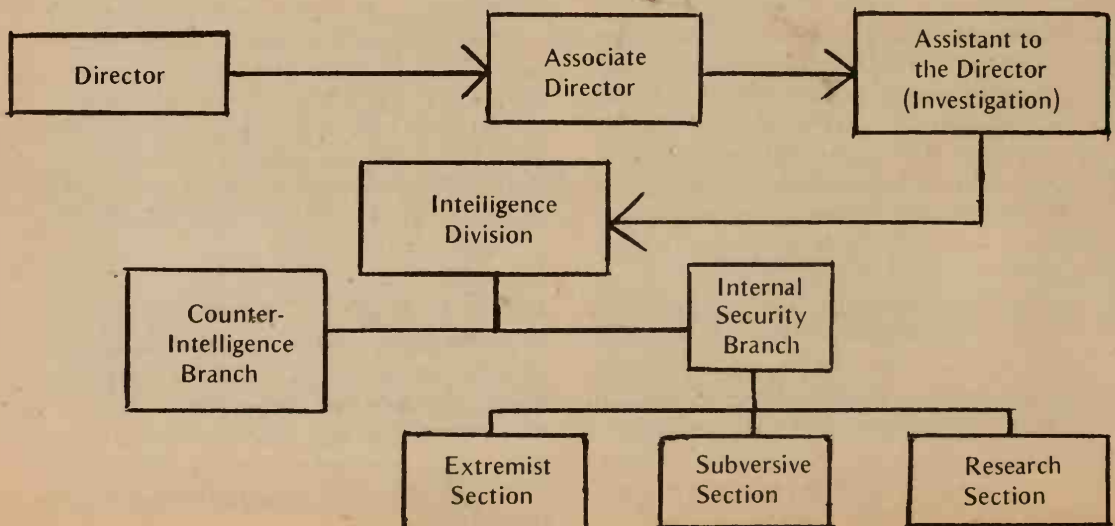 Director
Associate
Director
Assistant to
the Director
(Investigation)
Inteiligence
Division
Counter-
Intelligence
Branch
Internal
Security
Branch
Extremist
Section
Subversive
Section
Research
Section